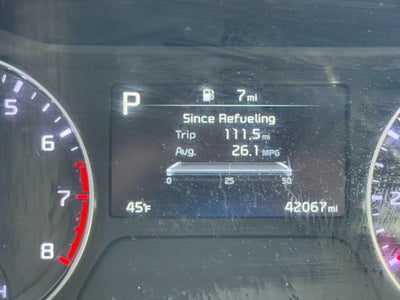 7 mi
P
Since Refueling
Trip 111.5 mi
Avg. 26.1 MPG
0 25 50
45°F 42067 mi
5
6
7
8
H